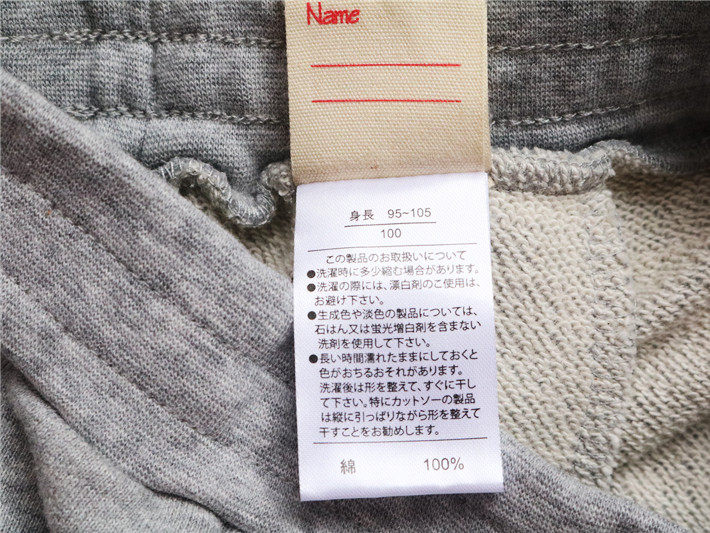 Name
身長 95~105
100
この製品のお取扱いについて
●洗濯時に多少縮む場合があります。
●洗濯の際には、漂白剤のご使用は、
お避け下さい。
●生成色や淡色の製品については、
石はん又は蛍光増白剤を含まない
洗剤を使用して下さい。
●長い時間濡れたままにしておくと
色がおちるおそれがあります。
洗濯後は形を整えて、すぐに干し
て下さい。特にカットソーの製品
は縦に引っぱりながら形を整えて
干すことをお勧めします。
綿 100%